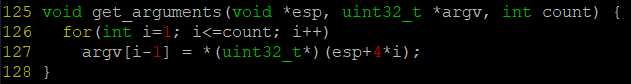 125 void get_arguments(void *esp, uint32_t *argv, int count) {
126   for(int i=1; i<=count; i++)
127     argv[i-1] = *(uint32_t*)(esp+4*i);
128 }